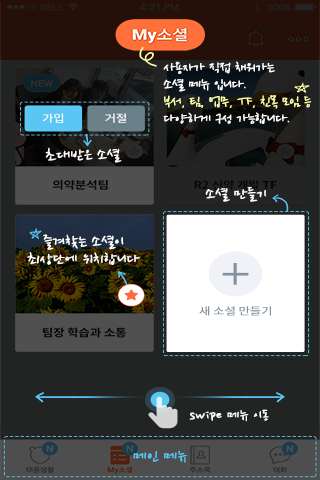 BELL
4:21 PM
100%
My소셜
사용자가 직접 채워가는
소셜 메뉴 입니다.
부서, 팀, 업무, TF, 친목 모임 등
다양하게 구성 가능합니다.
NEW
가입
거절
초대받은 소셜
의약분석팀
R2 신약 개발 TF
소셜 만들기
즐겨찾는 소셜이
최상단에 위치합니다
새 소셜 만들기
팀장 학습과 소통
swipe 메뉴 이동
메인 메뉴
N
N
N
대웅생활
My소셜
주소록
대화